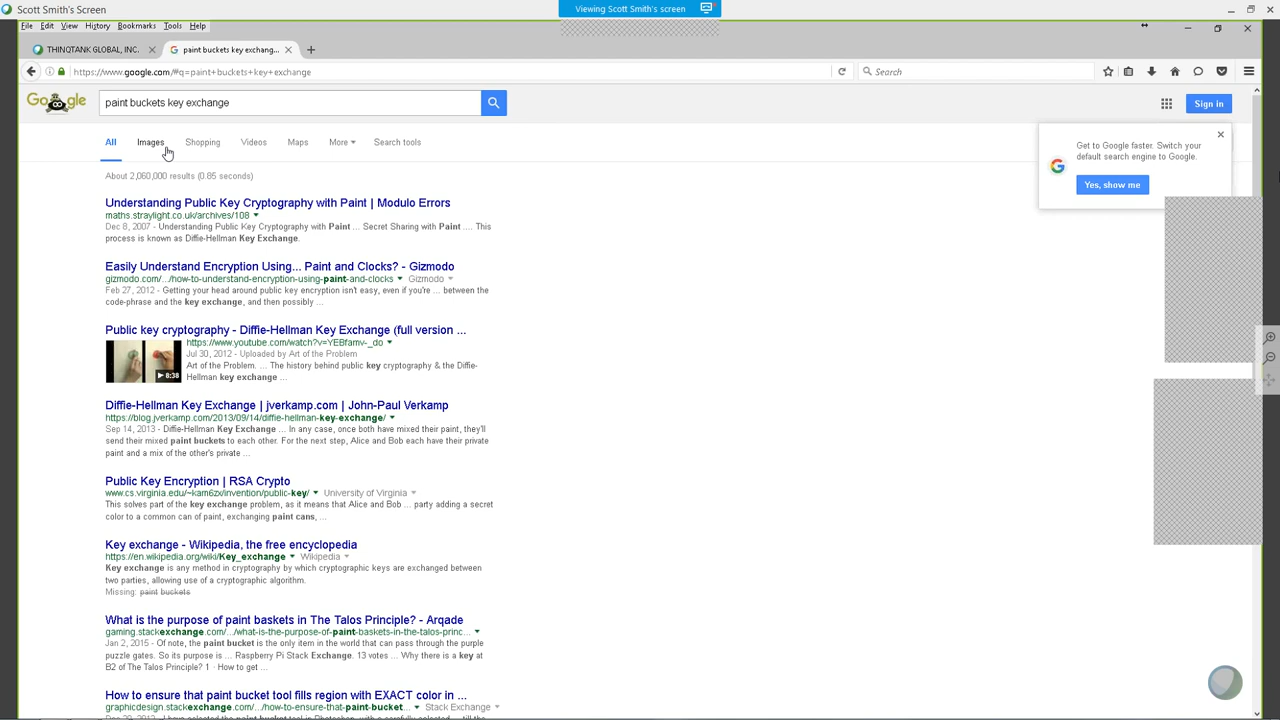 Scott Smith's Screen
Viewing Scott Smith's screen
File Edit View History Bookmarks Tools Help
THINQTANK GLOBAL, INC. × paint buckets key exchang... × +
https://www.google.com/#q=paint+buckets+key+exchange Search
Google paint buckets key exchange Sign in
All Images Shopping Videos Maps More Search tools
Get to Google faster. Switch your
default search engine to Google.
Yes, show me
About 2,060,000 results (0.85 seconds)
Understanding Public Key Cryptography with Paint | Modulo Errors
maths.straylight.co.uk/archives/108
Dec 8, 2007 - Understanding Public Key Cryptography with Paint ... Secret Sharing with Paint .... This
process is known as Diffie-Hellman Key Exchange.
Easily Understand Encryption Using... Paint and Clocks? - Gizmodo
gizmodo.com/.../how-to-understand-encryption-using-paint-and-clocks Gizmodo
Feb 27, 2012 - Getting your head around public key encryption isn't easy, even if you're ... between the
code-phrase and the key exchange, and then possibly ...
Public key cryptography - Diffie-Hellman Key Exchange (full version ...
https://www.youtube.com/watch?v=YEBfamv-_do
Jul 30, 2012 - Uploaded by Art of the Problem
Art of the Problem. ... The history behind public key cryptography & the Diffie-
Hellman key exchange ...
8:38
Diffie-Hellman Key Exchange | jverkamp.com | John-Paul Verkamp
https://blog.jverkamp.com/2013/09/14/diffie-hellman-key-exchange/
Sep 14, 2013 - Diffie-Hellman Key Exchange ... In any case, once both have mixed their paint, they'll
send their mixed paint buckets to each other. For the next step, Alice and Bob each have their private
paint and a mix of the other's private ...
Public Key Encryption | RSA Crypto
www.cs.virginia.edu/~kam6zx/invention/public-key/ University of Virginia
This solves part of the key exchange problem, as it means that Alice and Bob ... party adding a secret
color to a common can of paint, exchanging paint cans, ...
Key exchange - Wikipedia, the free encyclopedia
https://en.wikipedia.org/wiki/Key_exchange Wikipedia
Key exchange is any method in cryptography by which cryptographic keys are exchanged between
two parties, allowing use of a cryptographic algorithm.
Missing: paint buckets
What is the purpose of paint baskets in The Talos Principle? - Arqade
gaming.stackexchange.com/.../what-is-the-purpose-of-paint-baskets-in-the-talos-princ...
Jan 2, 2015 - Of note, the paint bucket is the only item in the world that can pass through the purple
puzzle gates. So its purpose is ... Raspberry Pi Stack Exchange. 13 votes ... Why there is a key at
B2 of The Talos Principle? 1 · How to get ...
How to ensure that paint bucket tool fills region with EXACT color in ...
graphicdesign.stackexchange.com/.../how-to-ensure-that-paint-bucket... Stack Exchange